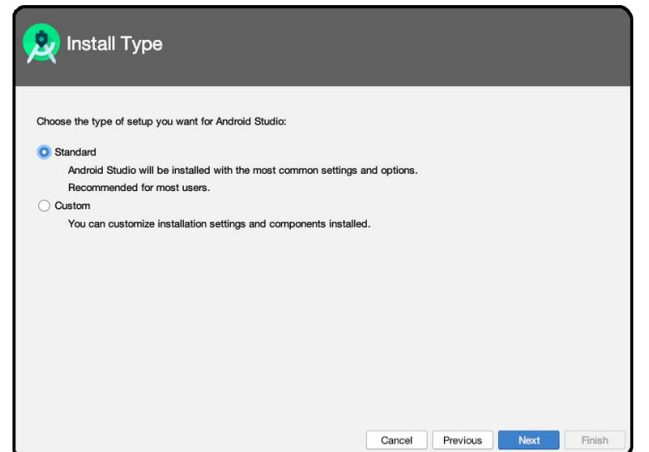 Install Type
Choose the type of setup you want for Android Studio:
Standard
Android Studio will be installed with the most common settings and options.
Recommended for most users.
Custom
You can customize installation settings and components installed.
Cancel Previous Next Finish